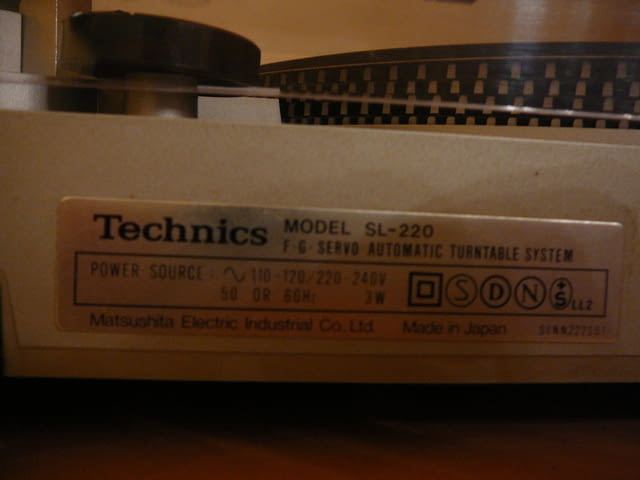 Technics MODEL SL-220
F·G·SERVO AUTOMATIC TURNTABLE SYSTEM
POWER SOURCE: ∿ 110-120/220-240V
50 OR 60Hz 3W
S D N S LL2
Matsushita Electric Industrial Co., Ltd. Made in Japan